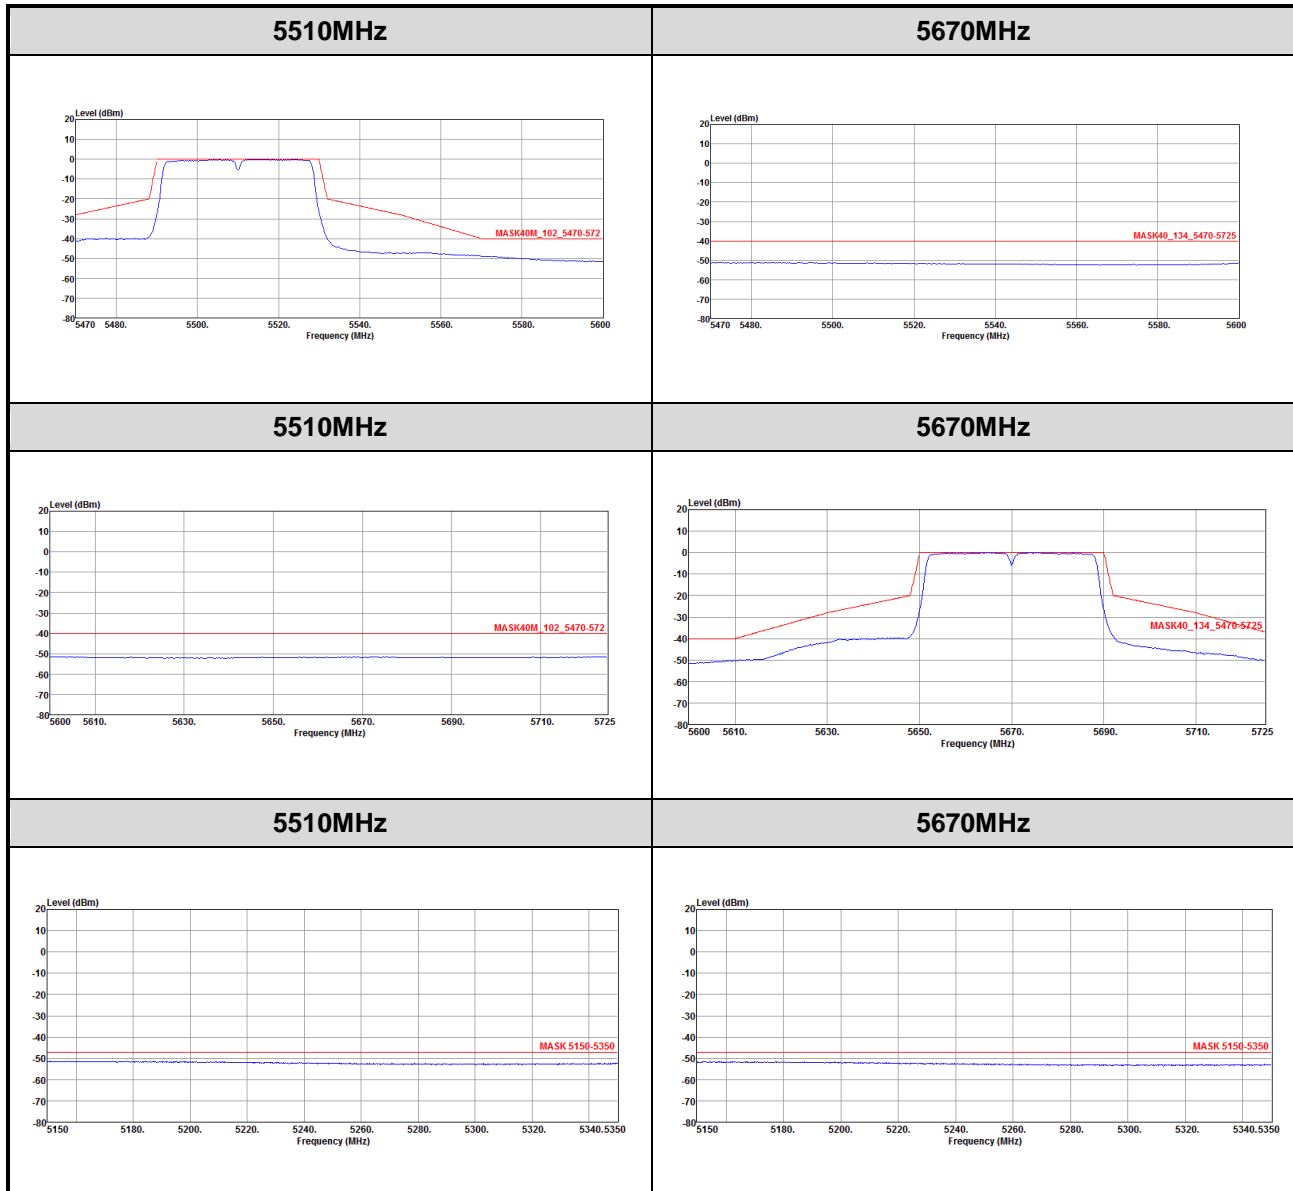 5510MHz 5670MHz
Level (dBm)
20
10
0
-10
-20
-30
MASK40M_102_5470-572
-40
-50
-60
-70
-80
5470 5480. 5500. 5520. 5540. 5560. 5580. 5600
Frequency (MHz)
Level (dBm)
20
10
0
-10
-20
-30
MASK40_134_5470-5725
-40
-50
-60
-70
-80
5470 5480. 5500. 5520. 5540. 5560. 5580. 5600
Frequency (MHz)
5510MHz 5670MHz
Level (dBm)
20
10
0
-10
-20
-30
MASK40M_102_5470-572
-40
-50
-60
-70
-80
5600 5610. 5630. 5650. 5670. 5690. 5710. 5725
Frequency (MHz)
Level (dBm)
20
10
0
-10
-20
-30
MASK40_134_5470-5725
-40
-50
-60
-70
-80
5600 5610. 5630. 5650. 5670. 5690. 5710. 5725
Frequency (MHz)
5510MHz 5670MHz
Level (dBm)
20
10
0
-10
-20
-30
-40
MASK 5150-5350
-50
-60
-70
-80
5150 5180. 5200. 5220. 5240. 5260. 5280. 5300. 5320. 5340.5350
Frequency (MHz)
Level (dBm)
20
10
0
-10
-20
-30
-40
MASK 5150-5350
-50
-60
-70
-80
5150 5180. 5200. 5220. 5240. 5260. 5280. 5300. 5320. 5340.5350
Frequency (MHz)